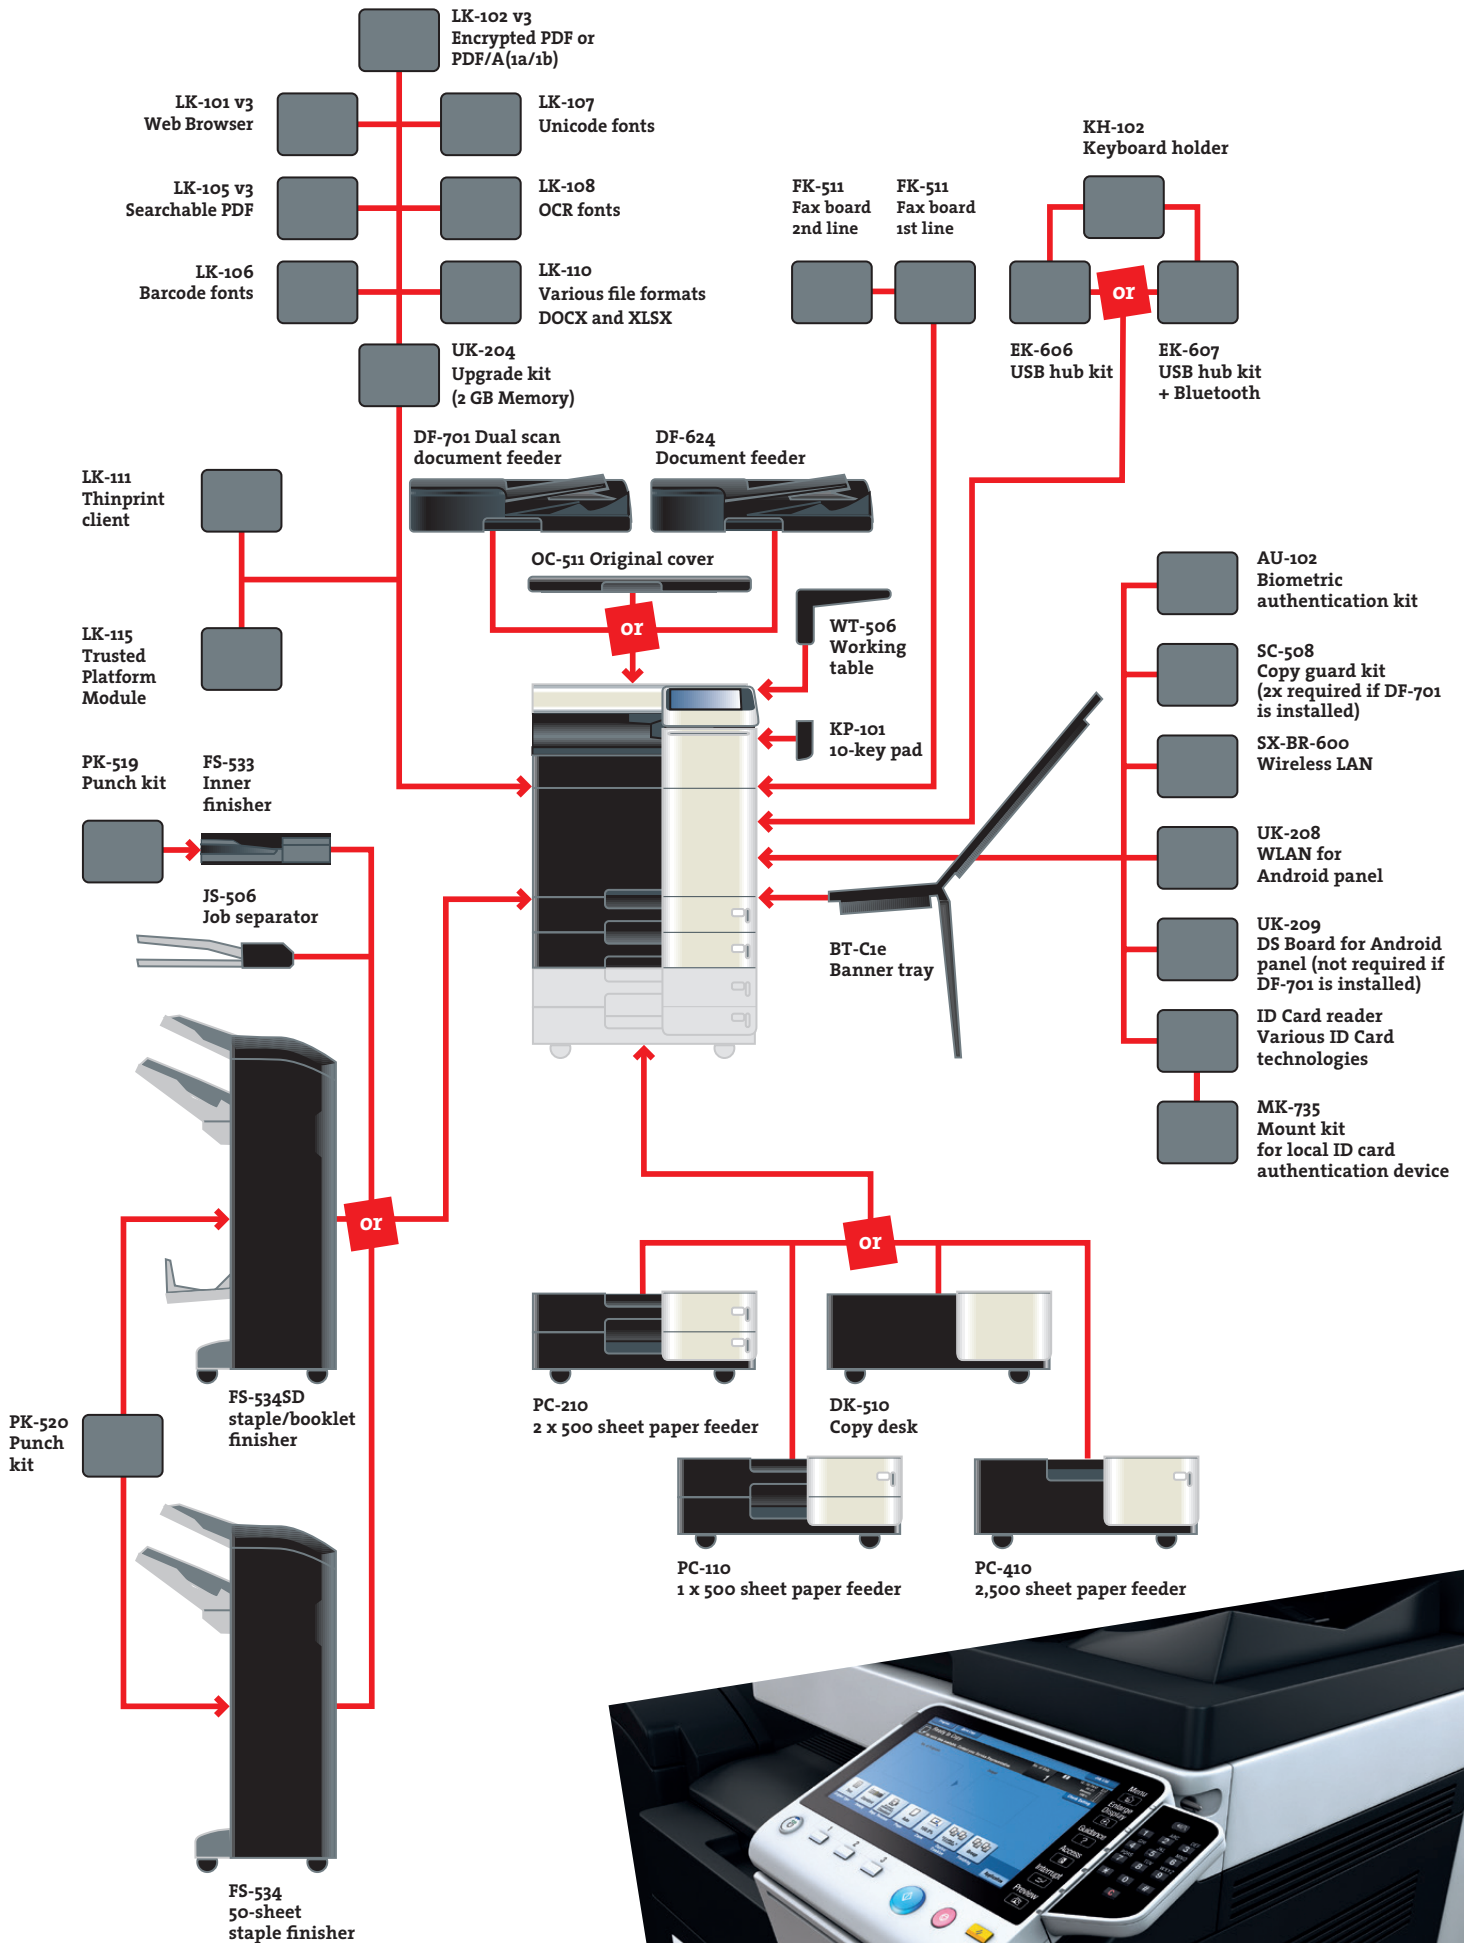 LK-102 v3
Encrypted PDF or
PDF/A(1a/1b)
LK-101 v3
Web Browser
LK-107
Unicode fonts
LK-105 v3
Searchable PDF
LK-108
OCR fonts
LK-106
Barcode fonts
LK-110
Various file formats
DOCX and XLSX
UK-204
Upgrade kit
(2 GB Memory)
FK-511
Fax board
2nd line
FK-511
Fax board
1st line
KH-102
Keyboard holder
or
EK-606
USB hub kit
EK-607
USB hub kit
+ Bluetooth
DF-701 Dual scan
document feeder
DF-624
Document feeder
LK-111
Thinprint
client
OC-511 Original cover
or
LK-115
Trusted
Platform
Module
WT-506
Working
table
KP-101
10-key pad
AU-102
Biometric
authentication kit
SC-508
Copy guard kit
(2x required if DF-701
is installed)
SX-BR-600
Wireless LAN
UK-208
WLAN for
Android panel
UK-209
DS Board for Android
panel (not required if
DF-701 is installed)
ID Card reader
Various ID Card
technologies
MK-735
Mount kit
for local ID card
authentication device
PK-519
Punch kit
FS-533
Inner
finisher
JS-506
Job separator
BT-C1e
Banner tray
or
or
FS-534SD
staple/booklet
finisher
PK-520
Punch
kit
PC-210
2 x 500 sheet paper feeder
DK-510
Copy desk
PC-110
1 x 500 sheet paper feeder
PC-410
2,500 sheet paper feeder
FS-534
50-sheet
staple finisher
Ready to Copy
Menu
Enlarge
Display
Guidance
Access
Interrupt
Preview